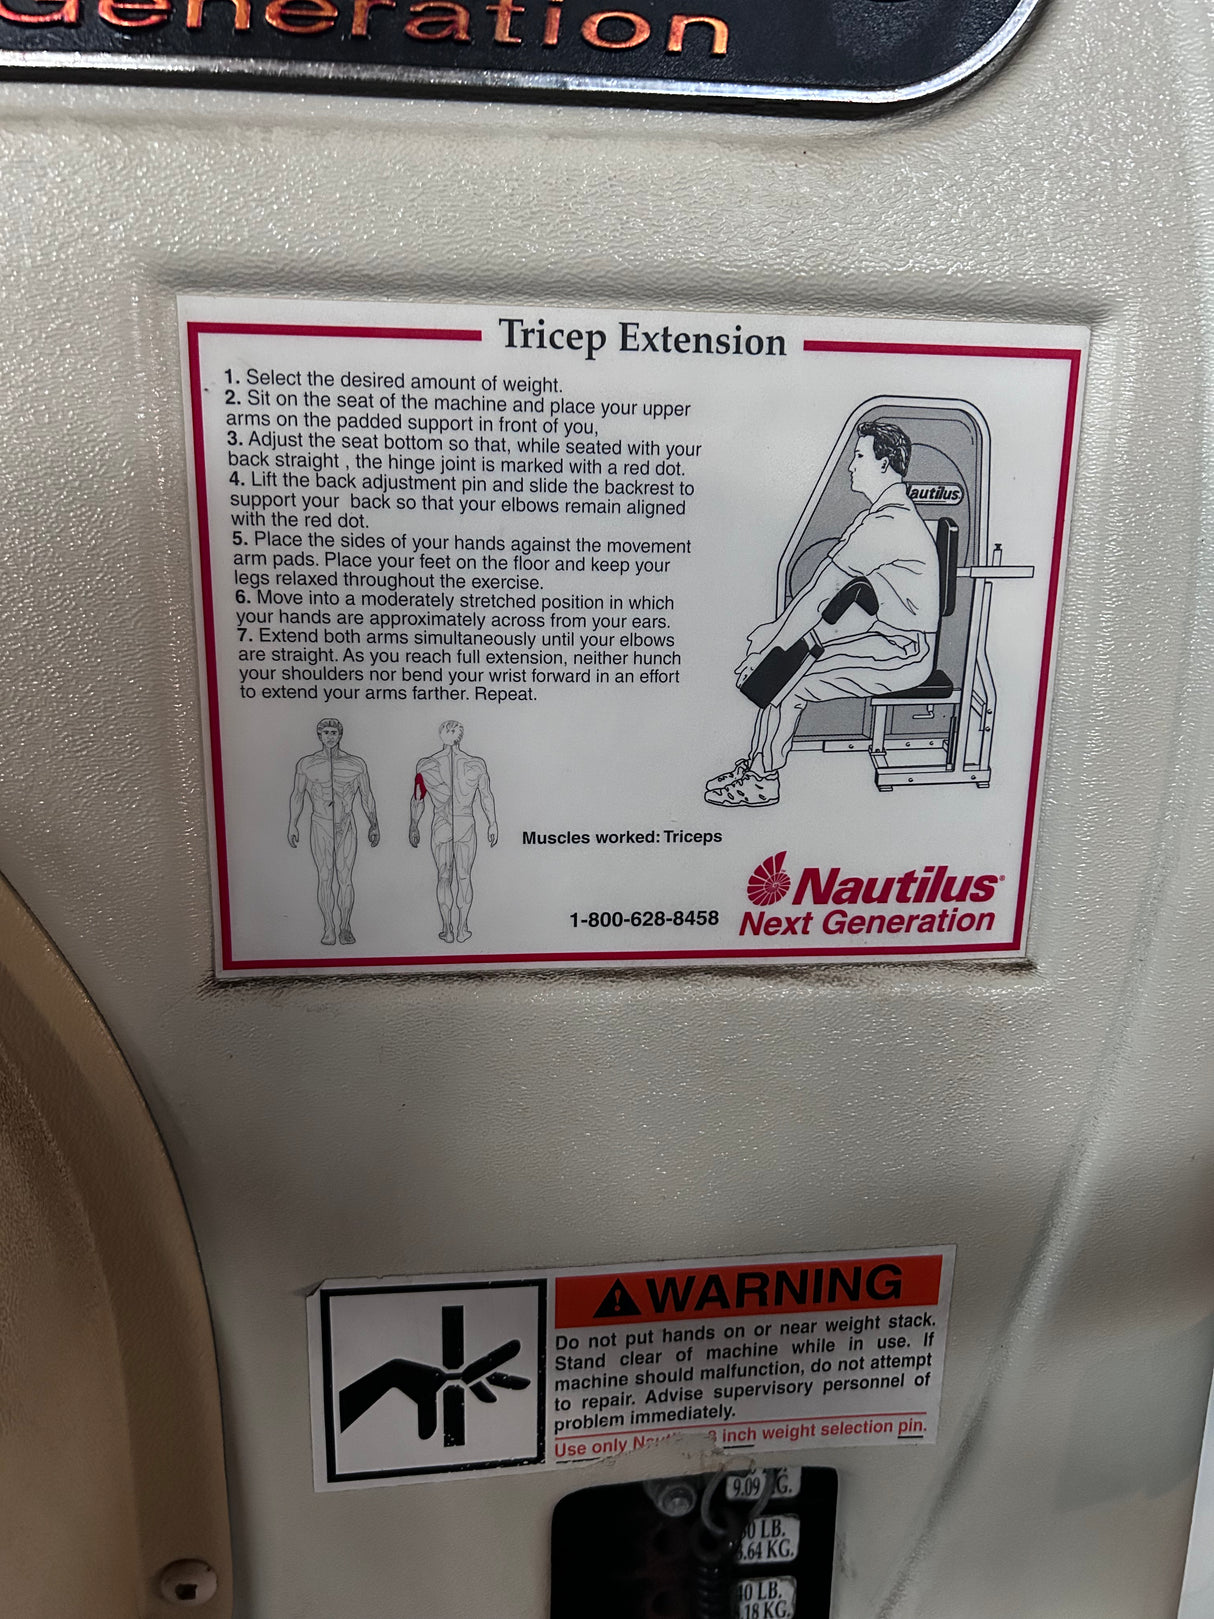 Generation
Tricep Extension
1. Select the desired amount of weight.
2. Sit on the seat of the machine and place your upper
arms on the padded support in front of you,
3. Adjust the seat bottom so that, while seated with your
back straight , the hinge joint is marked with a red dot.
4. Lift the back adjustment pin and slide the backrest to
support your back so that your elbows remain aligned
with the red dot.
5. Place the sides of your hands against the movement
arm pads. Place your feet on the floor and keep your
legs relaxed throughout the exercise.
6. Move into a moderately stretched position in which
your hands are approximately across from your ears.
7. Extend both arms simultaneously until your elbows
are straight. As you reach full extension, neither hunch
your shoulders nor bend your wrist forward in an effort
to extend your arms farther. Repeat.
Nautilus
Muscles worked: Triceps
1-800-628-8458
Nautilus®
Next Generation
WARNING
Do not put hands on or near weight stack.
Stand clear of machine while in use. If
machine should malfunction, do not attempt
to repair. Advise supervisory personnel of
problem immediately.
Use only inch weight selection pin.
9.09 G.
LB.
.64 KG.
LB.
.18 KG.